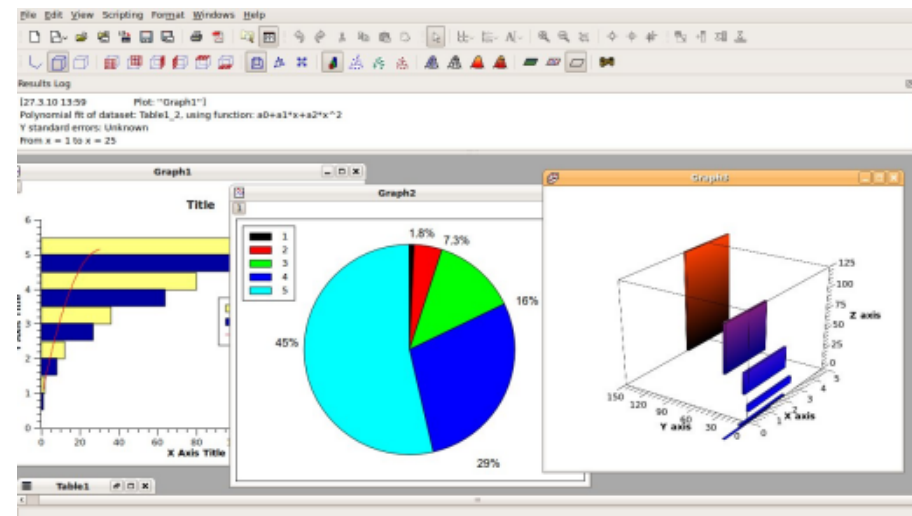 File Edit View Scripting Format Windows Help
Results Log
[27.3.10 13:59 Plot: "Graph1"]
Polynomial fit of dataset: Table1_2, using function: a0+a1*x+a2*x^2
Y standard errors: Unknown
From x = 1 to x = 25
Graph1
Title
6
5
4
3
2
1
0
0 20 40 60 80
X Axis Title
Graph2
1
1
2
3
4
5
1.8%
7.3%
16%
29%
45%
Graph3
125
100
75
50
25
0
Z axis
150 120 90 60 30 0
Y axis
0 1 2 3 4 5
X axis
Table1